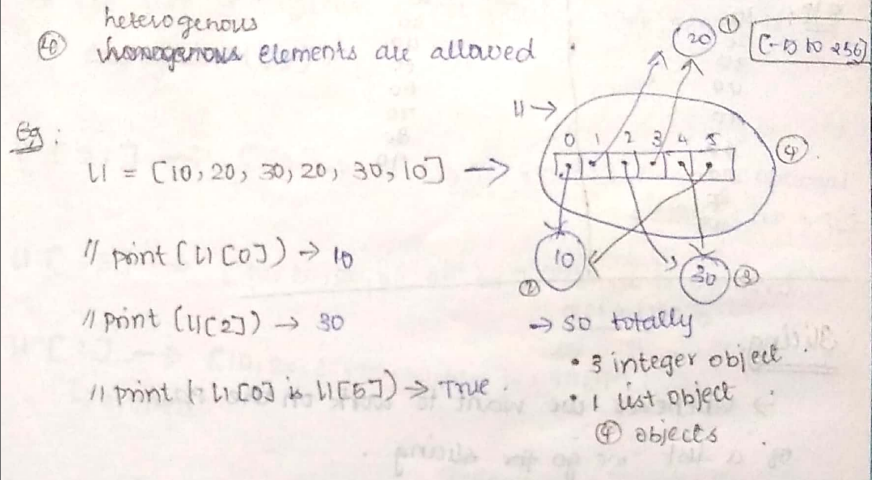 heterogenous
homogenous elements are allowed .
20 ①
[-5 to 256]
Eg :
l1 →
0 1 2 3 4 5
④
l1 = [10, 20, 30, 20, 30, 10] →
// print (l1[0]) → 10
10
②
30 ③
// print (l1[2]) → 30
→ so totally
• 3 integer object .
// print (l1[0] is l1[5]) → True .
• 1 list object
④ objects .